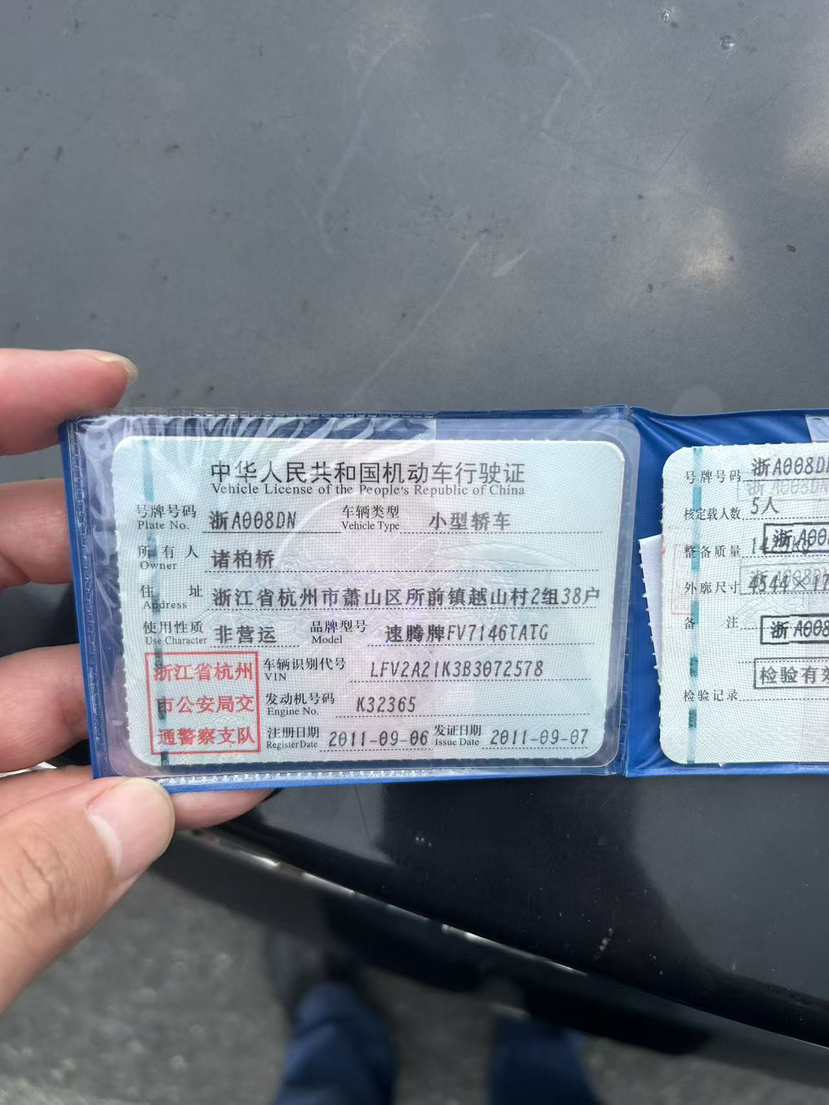 中华人民共和国机动车行驶证
Vehicle License of the People's Republic of China
号牌号码 浙A008DN 车辆类型 小型轿车
Plate No. Vehicle Type
所有人 诸柏桥
Owner
住址 浙江省杭州市萧山区所前镇越山村2组38户
Address
使用性质 非营运 品牌型号 速腾牌FV7146TATG
Use Character Model
浙江省杭州
市公安局交
通警察支队
车辆识别代号 LFV2A21K3B3072578
VIN
发动机号码 K32365
Engine No.
注册日期 2011-09-06 发证日期 2011-09-07
Register Date Issue Date
号牌号码 浙A008D
核定载人数 5人
整备质量
浙A00
外廓尺寸 4544
备注
浙A008
检验有效
检验记录